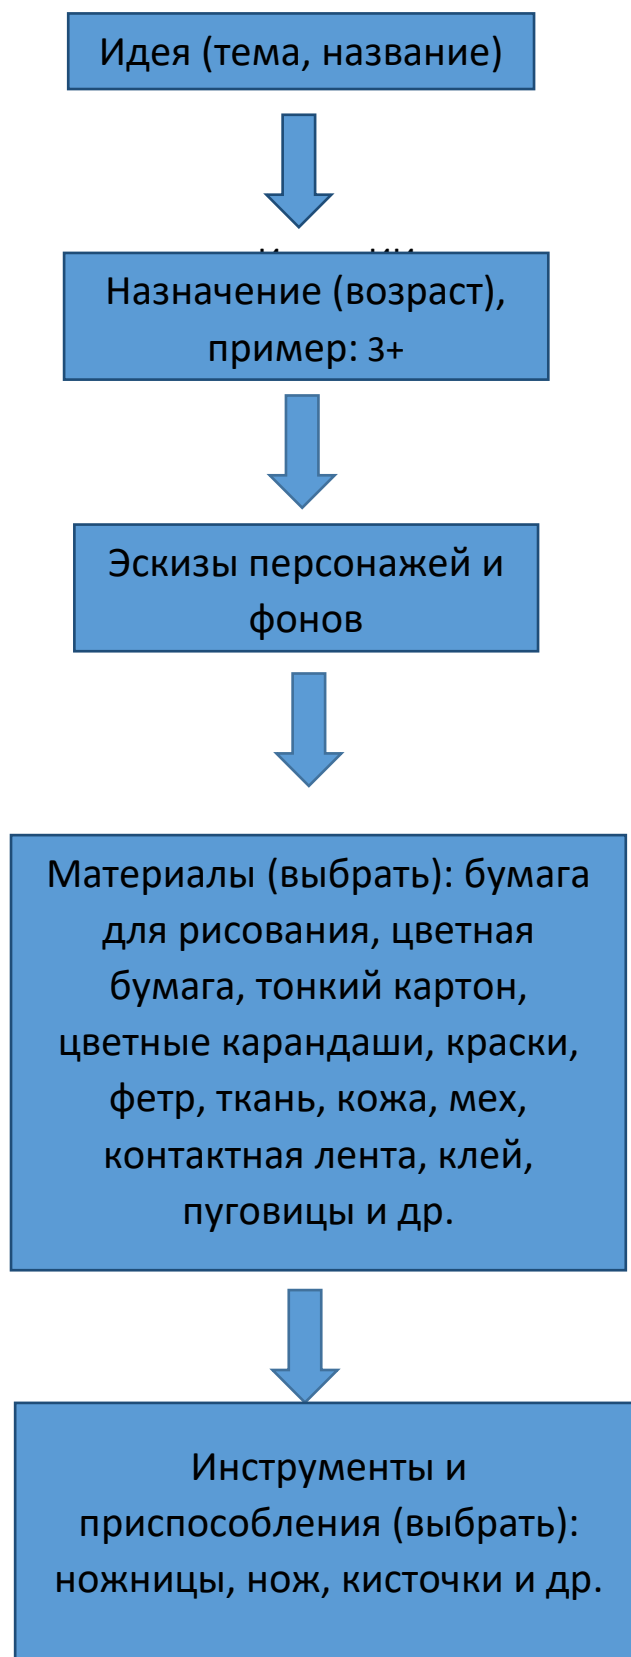 Идея (тема, название)
Назначение (возраст),
пример: 3+
Эскизы персонажей и
фонов
Материалы (выбрать): бумага
для рисования, цветная
бумага, тонкий картон,
цветные карандаши, краски,
фетр, ткань, кожа, мех,
контактная лента, клей,
пуговицы и др.
Инструменты и
приспособления (выбрать):
ножницы, нож, кисточки и др.